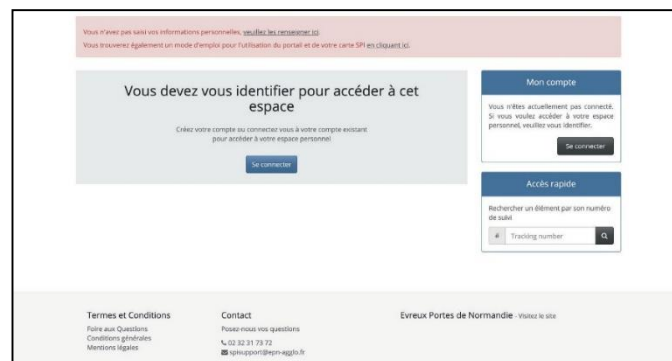 Vous n'avez pas saisi vos informations personnelles, veuillez les renseigner ici.
Vous trouverez également un mode d'emploi pour l'utilisation du portail et de votre carte SPI en cliquant ici.
Vous devez vous identifier pour accéder à cet
espace
Créez votre compte ou connectez vous à votre compte existant
pour accéder à votre espace personnel
Se connecter
Mon compte
Vous n'êtes actuellement pas connecté.
Si vous voulez accéder à votre espace
personnel, veuillez vous identifier.
Se connecter
Accès rapide
Rechercher un élément par son numéro
de suivi
# Tracking number
Termes et Conditions
Foire aux Questions
Conditions générales
Mentions légales
Contact
Posez-nous vos questions
02 32 31 73 72
spisupport@epn-agglo.fr
Evreux Portes de Normandie - Visitez le site